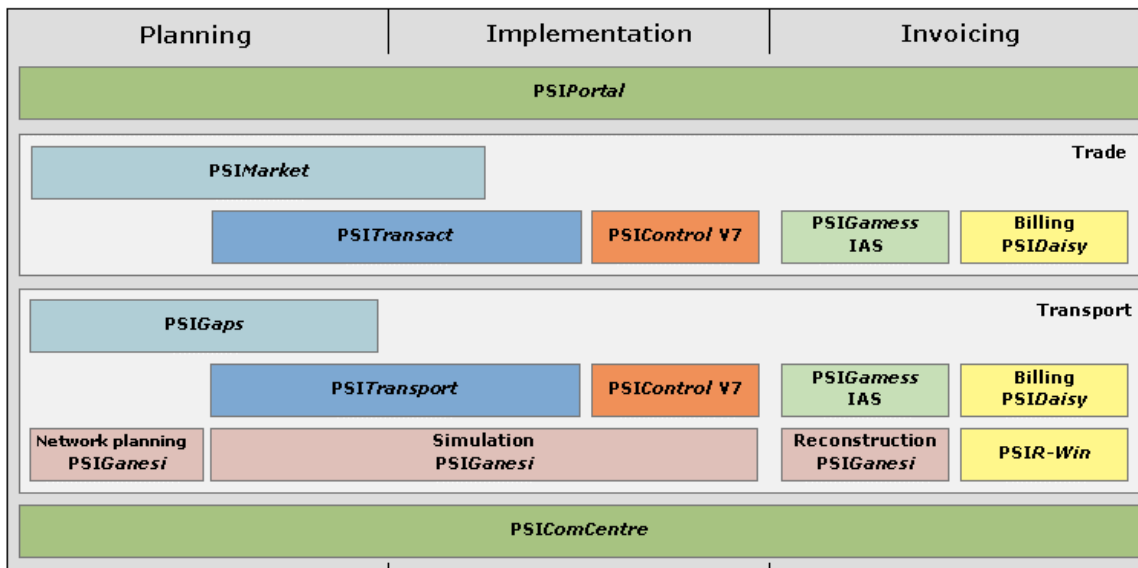 Planning Implementation Invoicing
PSIPortal
Trade
PSIMarket
PSITransact PSIControl V7 PSIGamess IAS Billing PSIDaisy
Transport
PSIGaps
PSITransport PSIControl V7 PSIGamess IAS Billing PSIDaisy
Network planning PSIGanesi Simulation PSIGanesi Reconstruction PSIGanesi PSIR-Win
PSIComCentre